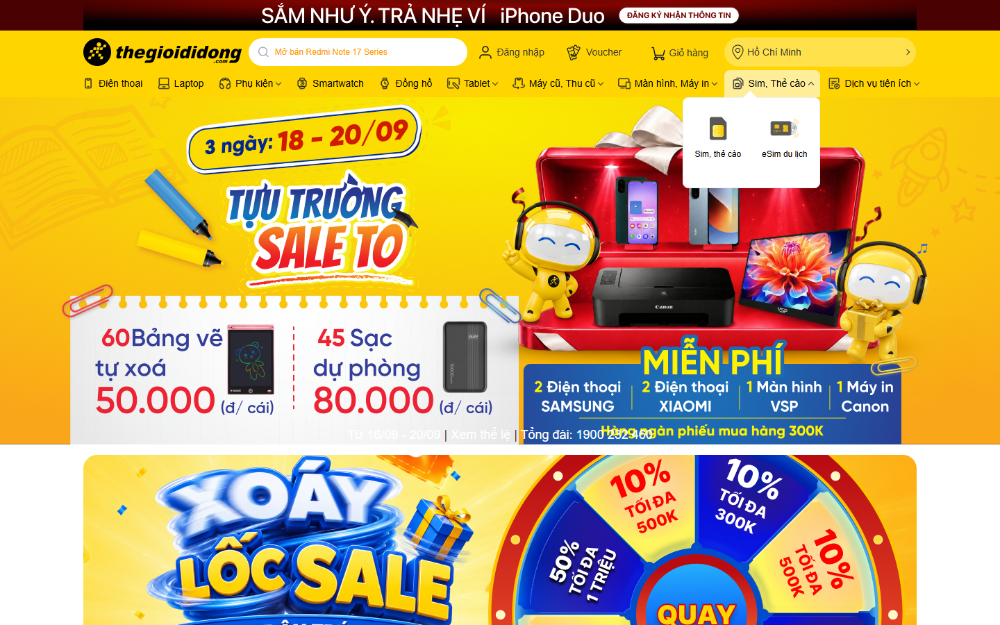 SẮM NHƯ Ý. TRẢ NHẸ VÍ iPhone Duo ĐĂNG KÝ NHẬN THÔNG TIN
thegioididong.com
Mở bán Redmi Note 17 Series
Đăng nhập
Voucher
Giỏ hàng
Hồ Chí Minh
Điện thoại
Laptop
Phụ kiện
Smartwatch
Đồng hồ
Tablet
Máy cũ, Thu cũ
Màn hình, Máy in
Sim, Thẻ cào
Dịch vụ tiện ích
Sim, thẻ cào
eSim du lịch
3 ngày: 18 - 20/09
TỰU TRƯỜNG
SALE TO
60 Bảng vẽ
tự xoá
50.000 (đ/ cái)
45 Sạc
dự phòng
80.000 (đ/ cái)
Canon
VSP
MIỄN PHÍ
2 Điện thoại
SAMSUNG
2 Điện thoại
XIAOMI
1 Màn hình
VSP
1 Máy in
Canon
Hàng ngàn phiếu mua hàng 300K
Từ 16/09 - 20/09 | Xem thể lệ | Tổng đài: 1900 232 460
XOÁY
LỐC SALE
10%
TỐI ĐA
500K
10%
TỐI ĐA
300K
50%
TỐI ĐA
1 TRIỆU
10%
TỐI ĐA
500K
QUAY